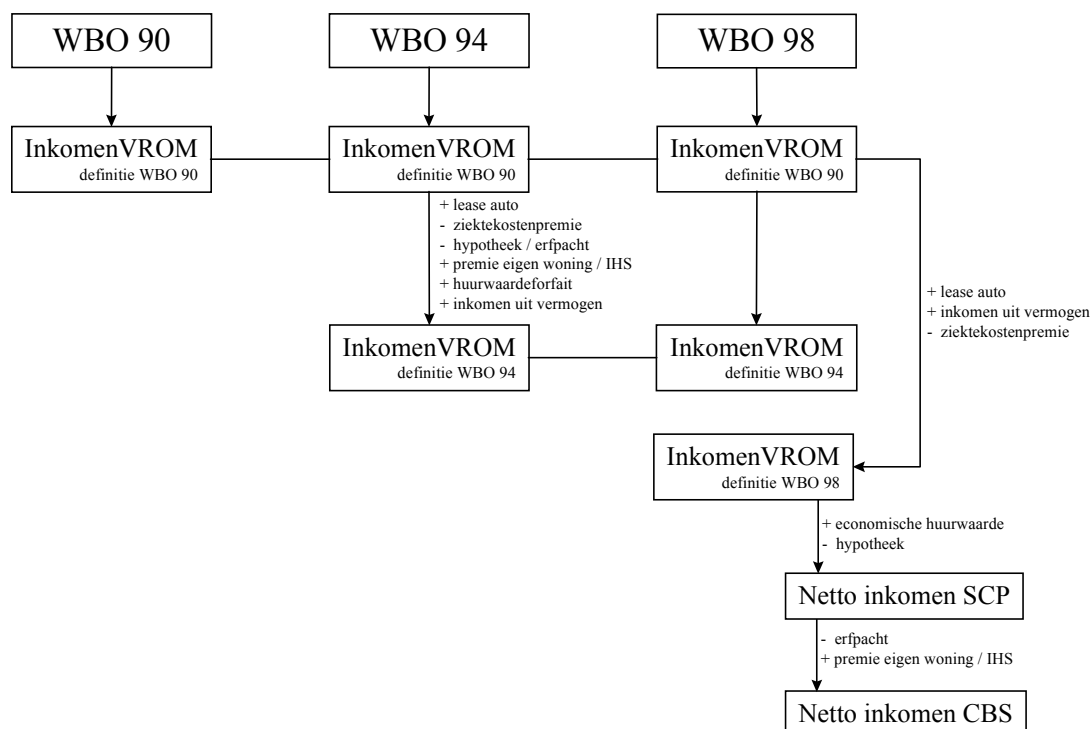 WBO 90
WBO 94
WBO 98
InkomenVROM
definitie WBO 90
InkomenVROM
definitie WBO 90
InkomenVROM
definitie WBO 90
+ lease auto
- ziektekostenpremie
- hypotheek / erfpacht
+ premie eigen woning / IHS
+ huurwaardeforfait
+ inkomen uit vermogen
+ lease auto
+ inkomen uit vermogen
- ziektekostenpremie
InkomenVROM
definitie WBO 94
InkomenVROM
definitie WBO 94
InkomenVROM
definitie WBO 98
+ economische huurwaarde
- hypotheek
Netto inkomen SCP
- erfpacht
+ premie eigen woning / IHS
Netto inkomen CBS